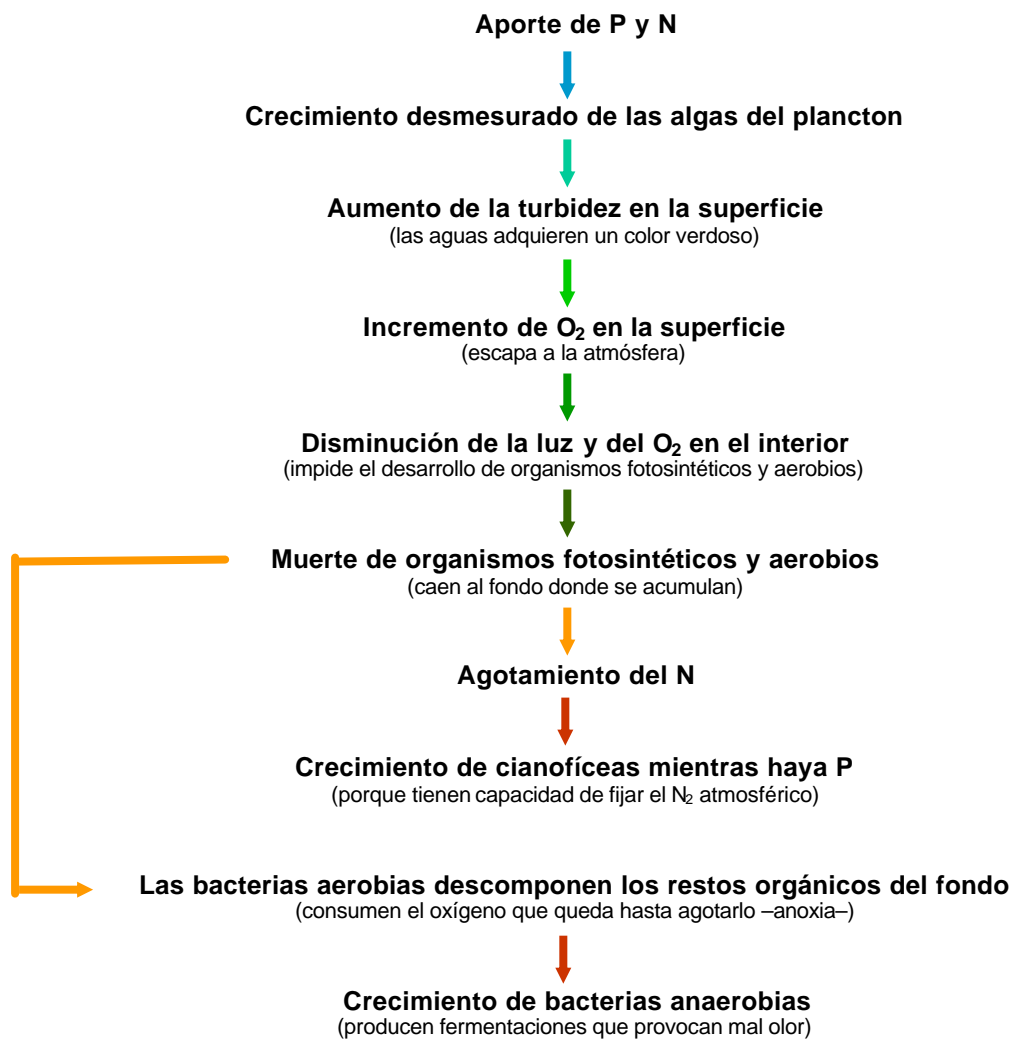 Aporte de P y N
Crecimiento desmesurado de las algas del plancton
Aumento de la turbidez en la superficie
(las aguas adquieren un color verdoso)
Incremento de O₂ en la superficie
(escapa a la atmósfera)
Disminución de la luz y del O₂ en el interior
(impide el desarrollo de organismos fotosintéticos y aerobios)
Muerte de organismos fotosintéticos y aerobios
(caen al fondo donde se acumulan)
Agotamiento del N
Crecimiento de cianofíceas mientras haya P
(porque tienen capacidad de fijar el N₂ atmosférico)
Las bacterias aerobias descomponen los restos orgánicos del fondo
(consumen el oxígeno que queda hasta agotarlo –anoxia–)
Crecimiento de bacterias anaerobias
(producen fermentaciones que provocan mal olor)